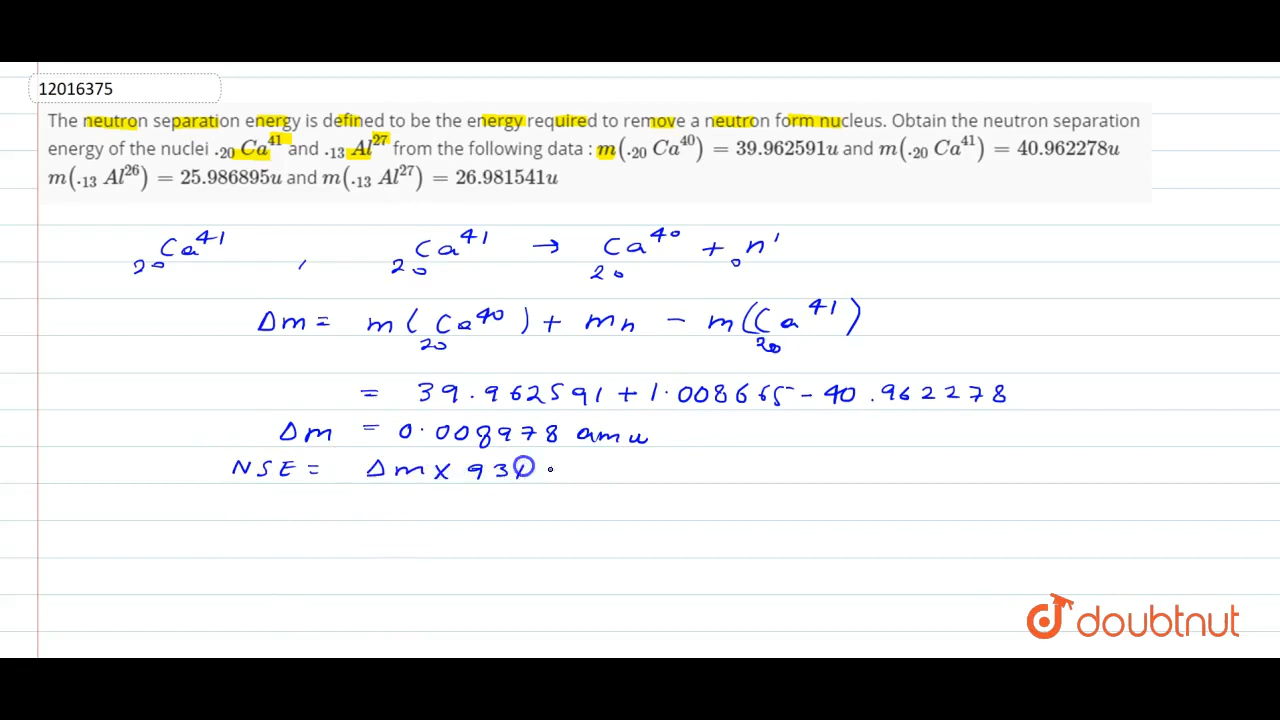 12016375
The neutron separation energy is defined to be the energy required to remove a neutron form nucleus. Obtain the neutron separation
energy of the nuclei .₂₀Ca⁴¹ and .₁₃Al²⁷ from the following data : m(.₂₀Ca⁴⁰) = 39.962591u and m(.₂₀Ca⁴¹) = 40.962278u
m(.₁₃Al²⁶) = 25.986895u and m(.₁₃Al²⁷) = 26.981541u
₂₀Ca⁴¹ , ₂₀Ca⁴¹ → ₂₀Ca⁴⁰ + ₀n¹
Δm = m(₂₀Ca⁴⁰) + mn − m(₂₀Ca⁴¹)
= 39.962591 + 1.008665 − 40.962278
Δm = 0.008978 amu
NSE = Δm × 931.
doubtnut